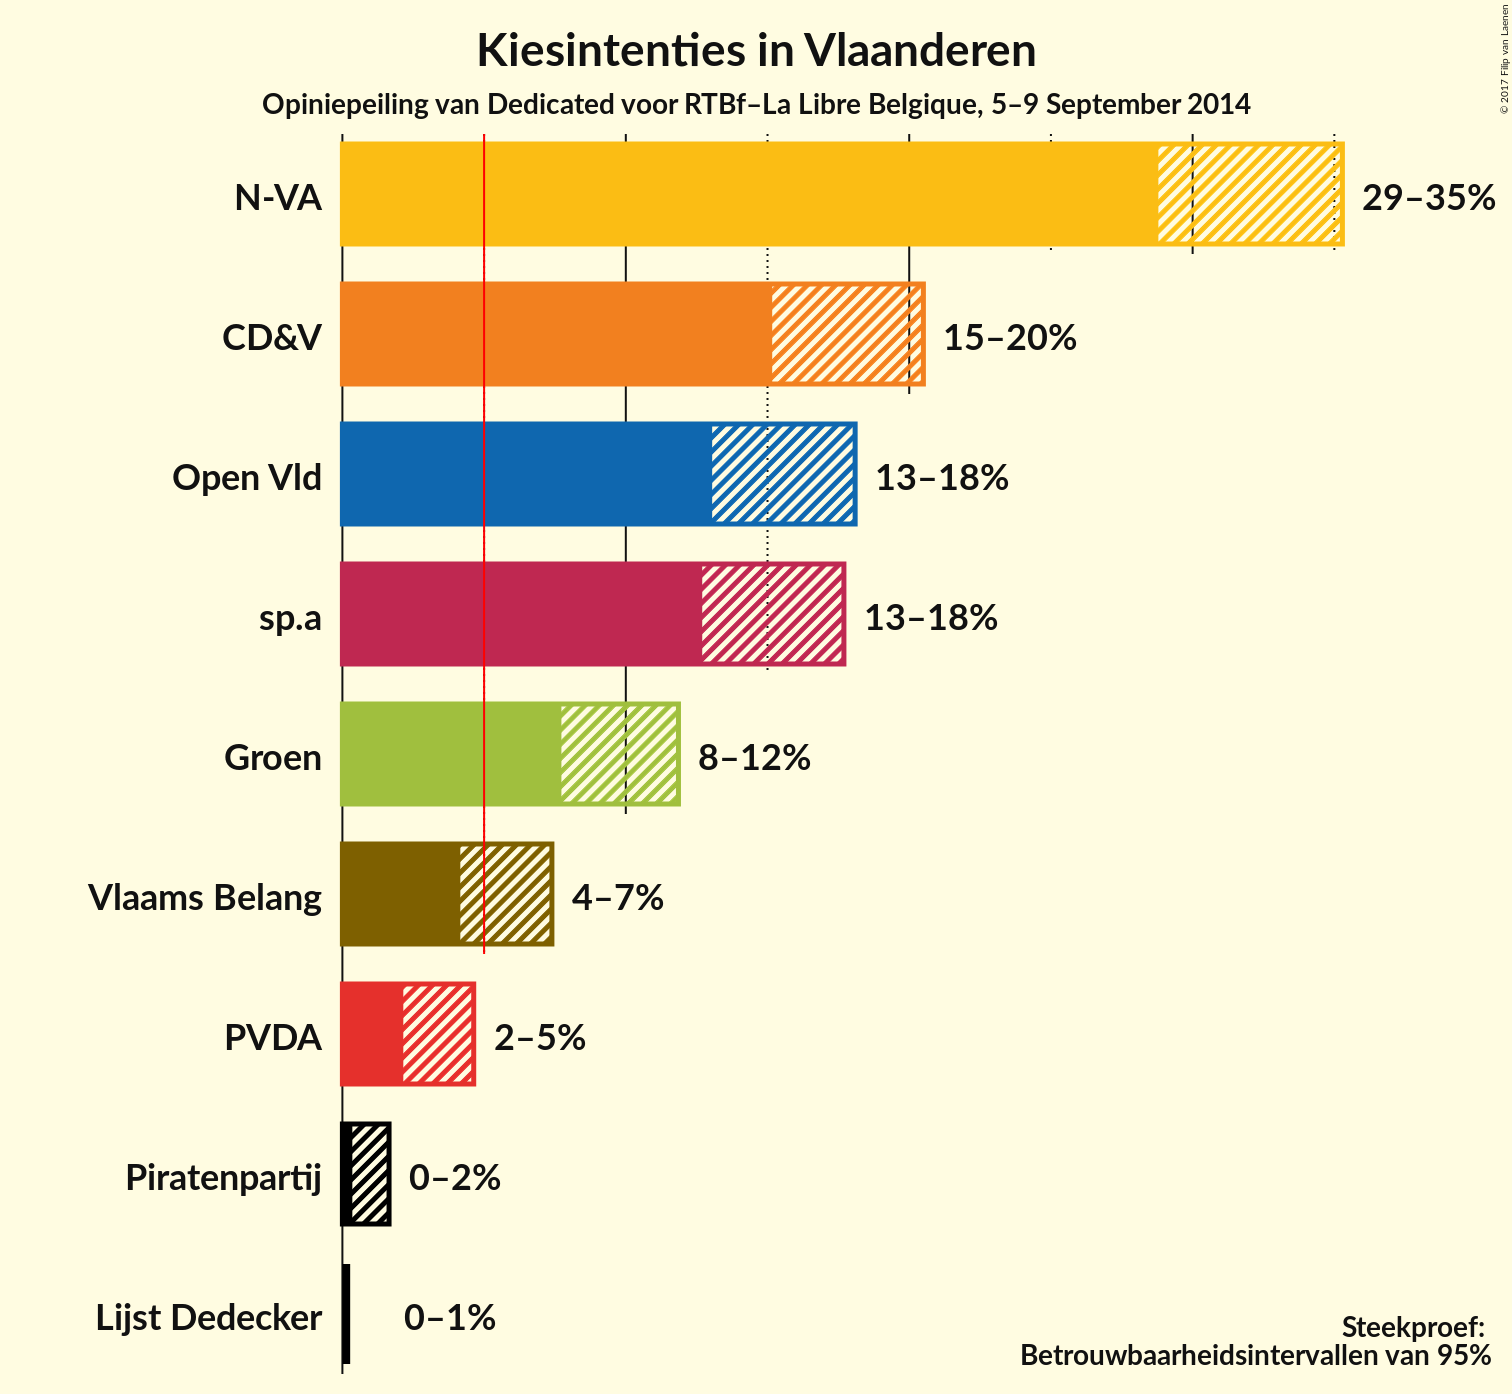 Kiesintenties in Vlaanderen
Opiniepeiling van Dedicated voor RTBf–La Libre Belgique, 5–9 September 2014
© 2017 Filip van Laenen
N-VA 29–35%
CD&V 15–20%
Open Vld 13–18%
sp.a 13–18%
Groen 8–12%
Vlaams Belang 4–7%
PVDA 2–5%
Piratenpartij 0–2%
Lijst Dedecker 0–1%
Steekproef:
Betrouwbaarheidsintervallen van 95%